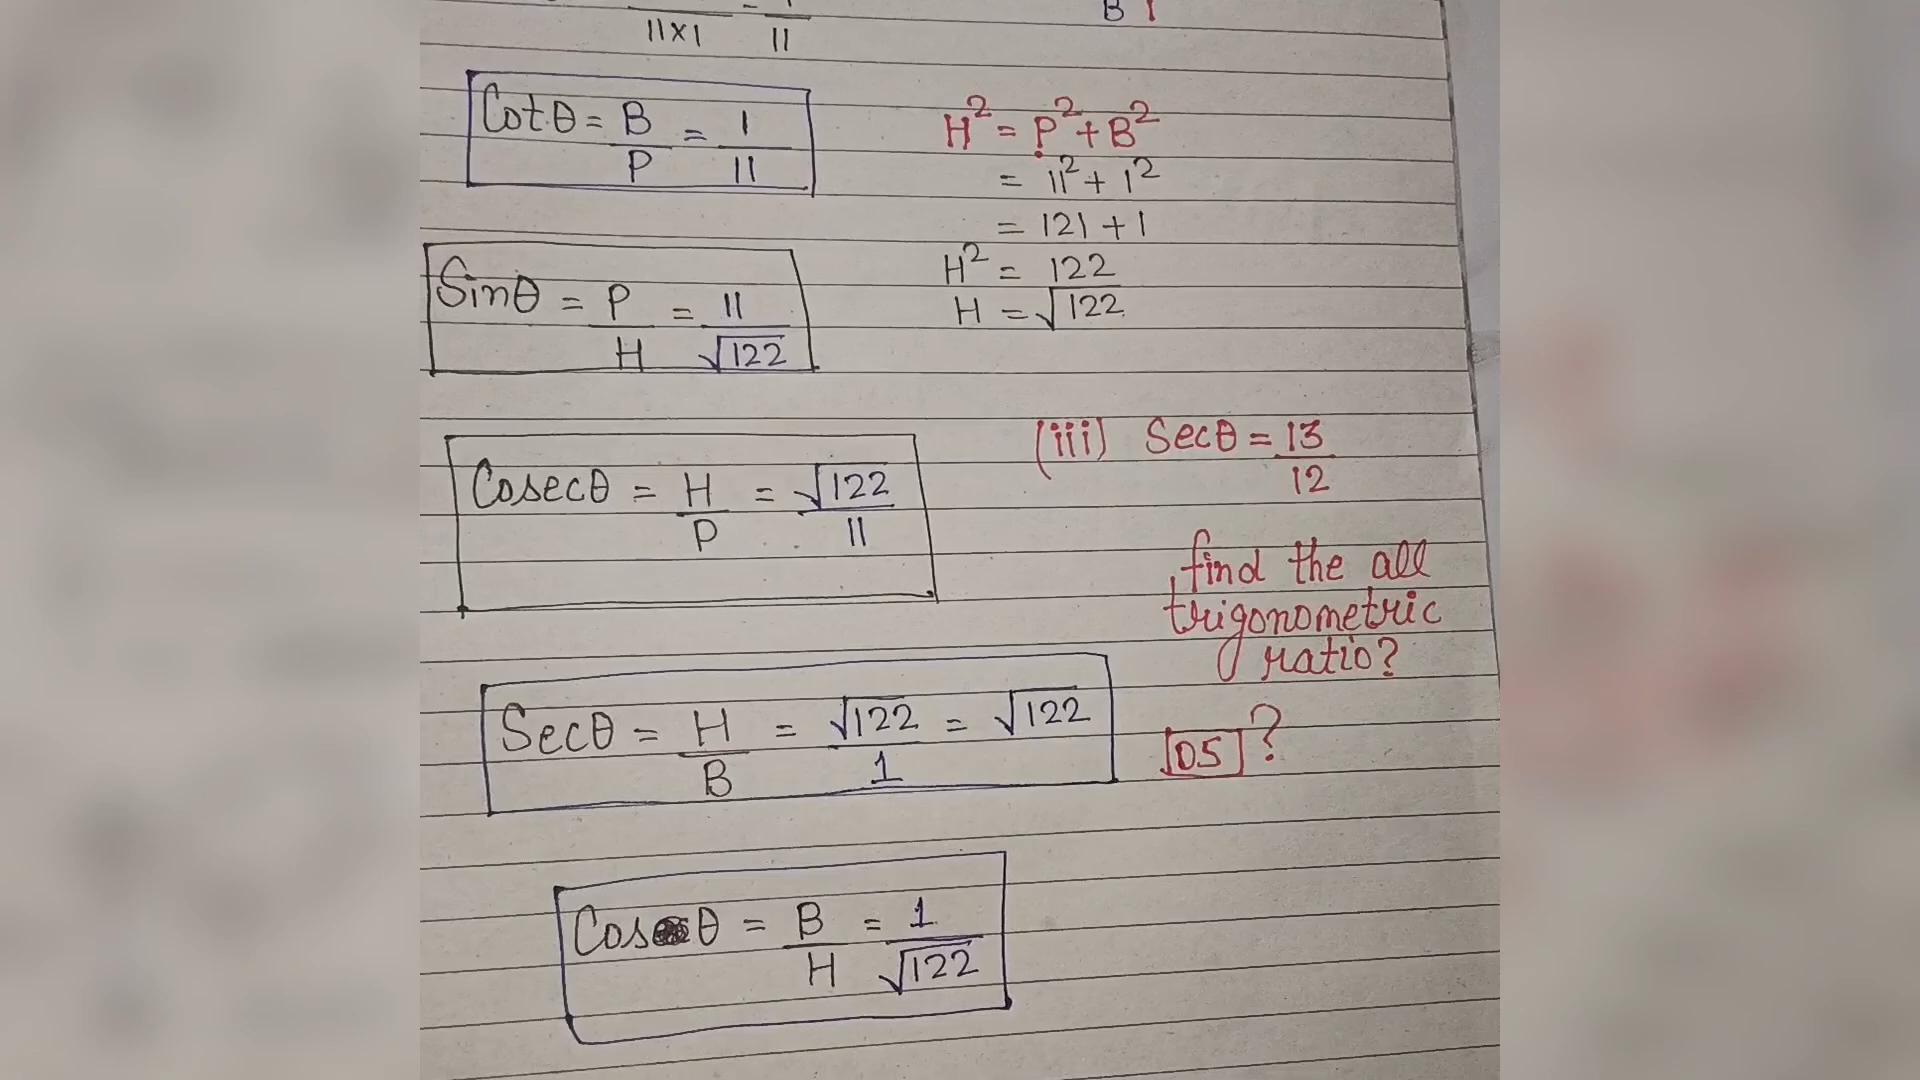 11×1 11
B 1
Cotθ = B/P = 1/11
H² = P² + B²
= 11² + 1²
= 121 + 1
H² = 122
H = √122
Sinθ = P/H = 11/√122
Cosecθ = H/P = √122/11
(iii) Secθ = 13/12
find the all
trigonometric
ratio?
05 ?
Secθ = H/B = √122/1 = √122
Cosθ = B/H = 1/√122